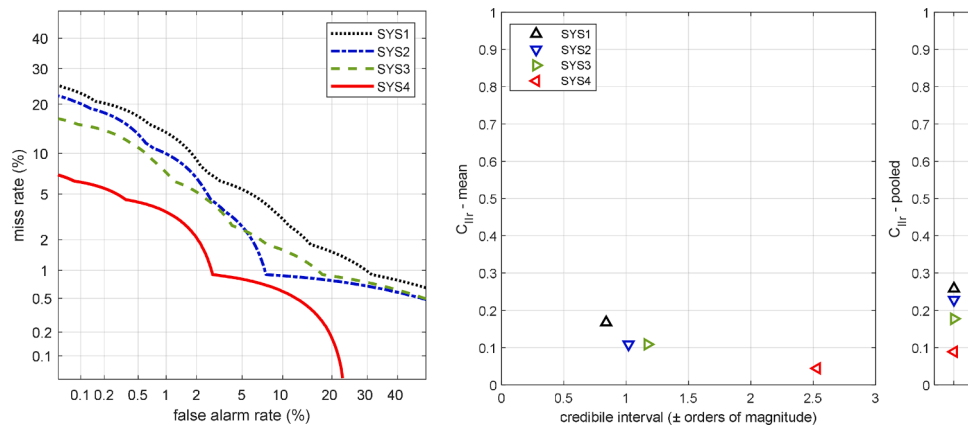 40
30
20
10
5
2
1
0.5
0.2
0.1
miss rate (%)
0.1 0.2 0.5 1 2 5 10 20 30 40
false alarm rate (%)
SYS1
SYS2
SYS3
SYS4
1
0.9
0.8
0.7
0.6
0.5
0.4
0.3
0.2
0.1
0
C_llr - mean
0 0.5 1 1.5 2 2.5 3
credibile interval (± orders of magnitude)
SYS1
SYS2
SYS3
SYS4
1
0.9
0.8
0.7
0.6
0.5
0.4
0.3
0.2
0.1
0
C_llr - pooled